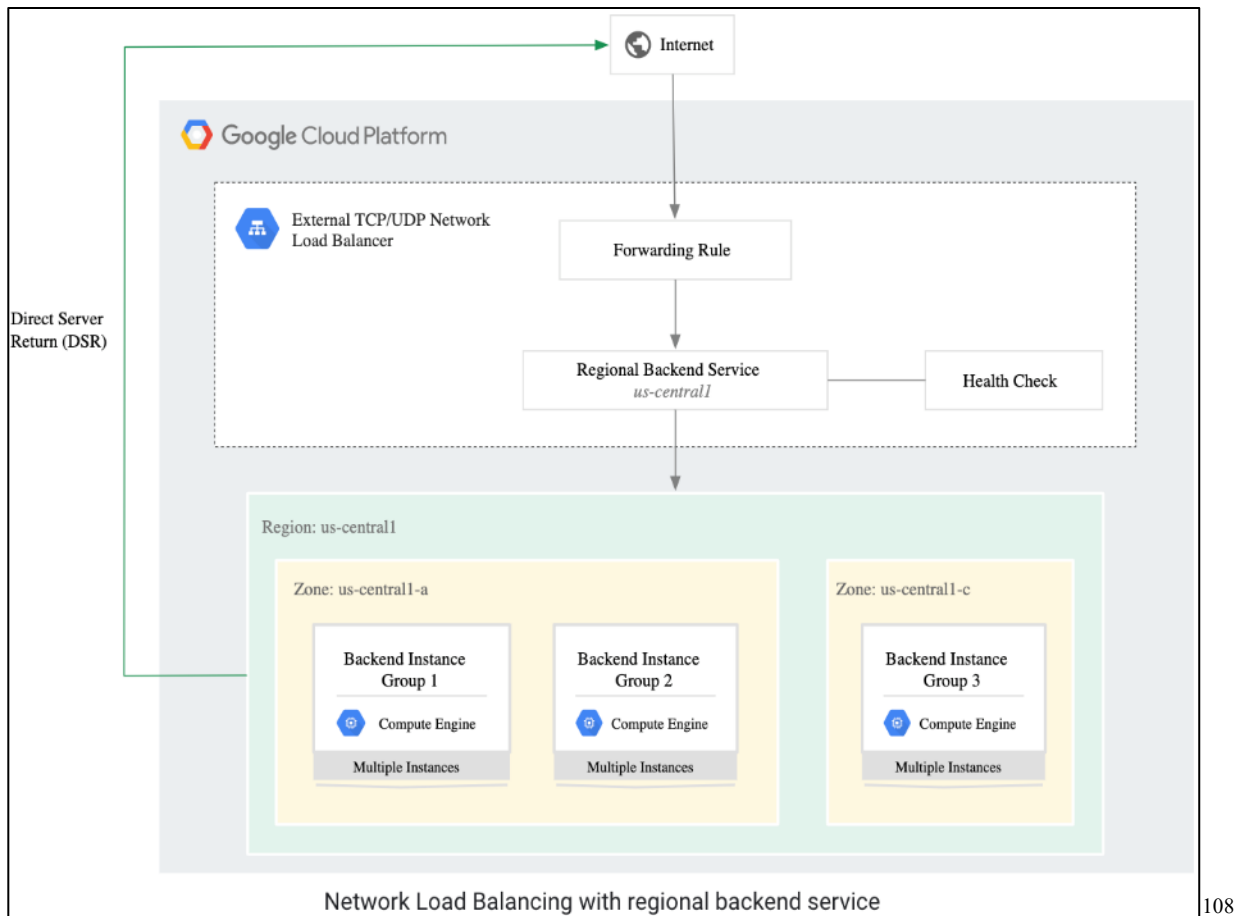 Internet
Google Cloud Platform
External TCP/UDP Network
Load Balancer
Forwarding Rule
Direct Server
Return (DSR)
Regional Backend Service
us-central1
Health Check
Region: us-central1
Zone: us-central1-a
Zone: us-central1-c
Backend Instance
Group 1
Compute Engine
Multiple Instances
Backend Instance
Group 2
Compute Engine
Multiple Instances
Backend Instance
Group 3
Compute Engine
Multiple Instances
Network Load Balancing with regional backend service
108